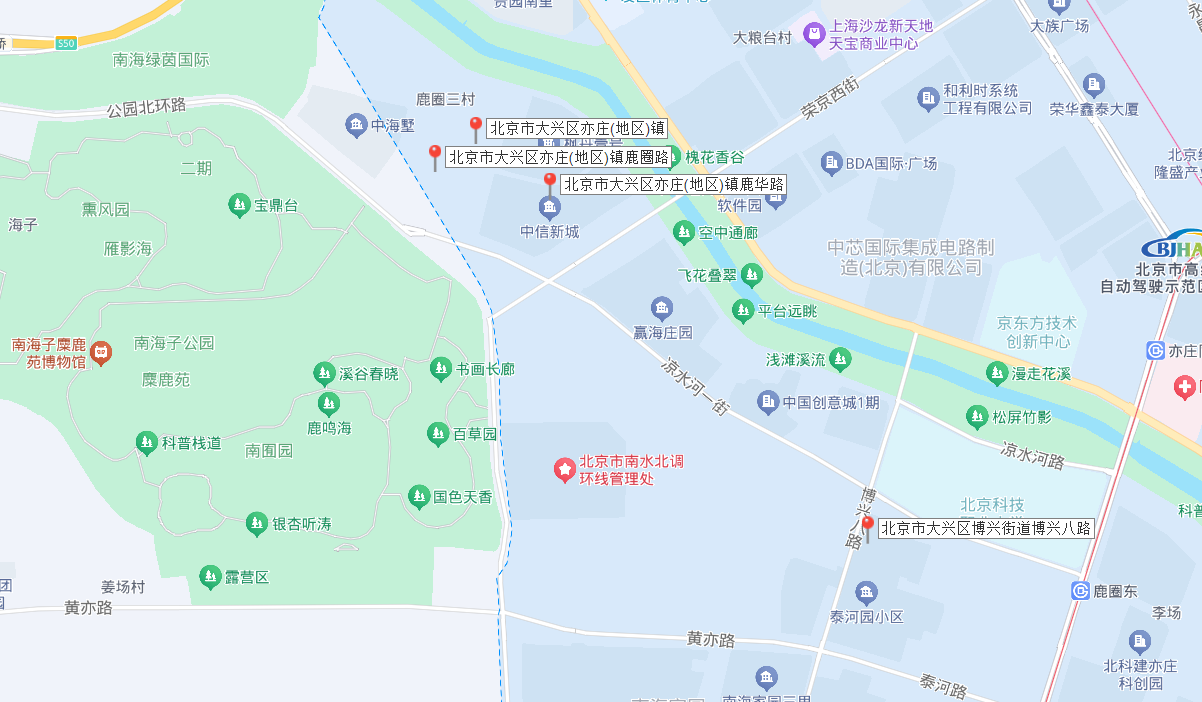 大粮台村
上海沙龙新天地
天宝商业中心
大族广场
桥
S50
南海绿茵国际
公园北环路
鹿圈三村
中海墅
北京市大兴区亦庄(地区)镇
北京市大兴区亦庄(地区)镇鹿圈路
北京市大兴区亦庄(地区)镇鹿华路
槐花香谷
荣京西街
和利时系统
工程有限公司
荣华鑫泰大厦
BDA国际·广场
隆盛产
二期
熏风园
宝鼎台
海子
雁影海
中信新城
软件园
空中通廊
飞花叠翠
平台远眺
中芯国际集成电路制
造(北京)有限公司
BJHA
北京市高
自动驾驶示范区
南海子麋鹿
苑博物馆
南海子公园
麋鹿苑
溪谷春晓
书画长廊
鹿鸣海
百草园
科普栈道
南囿园
国色天香
银杏听涛
露营区
赢海庄园
凉水河一街
浅滩溪流
中国创意城1期
京东方技术
创新中心
漫走花溪
亦庄
松屏竹影
凉水河路
北京市南水北调
环线管理处
博兴八路
北京科技
北京市大兴区博兴街道博兴八路
科普
姜场村
黄亦路
团
泰河园小区
鹿圈东
李场
黄亦路
泰河路
北科建亦庄
科创园